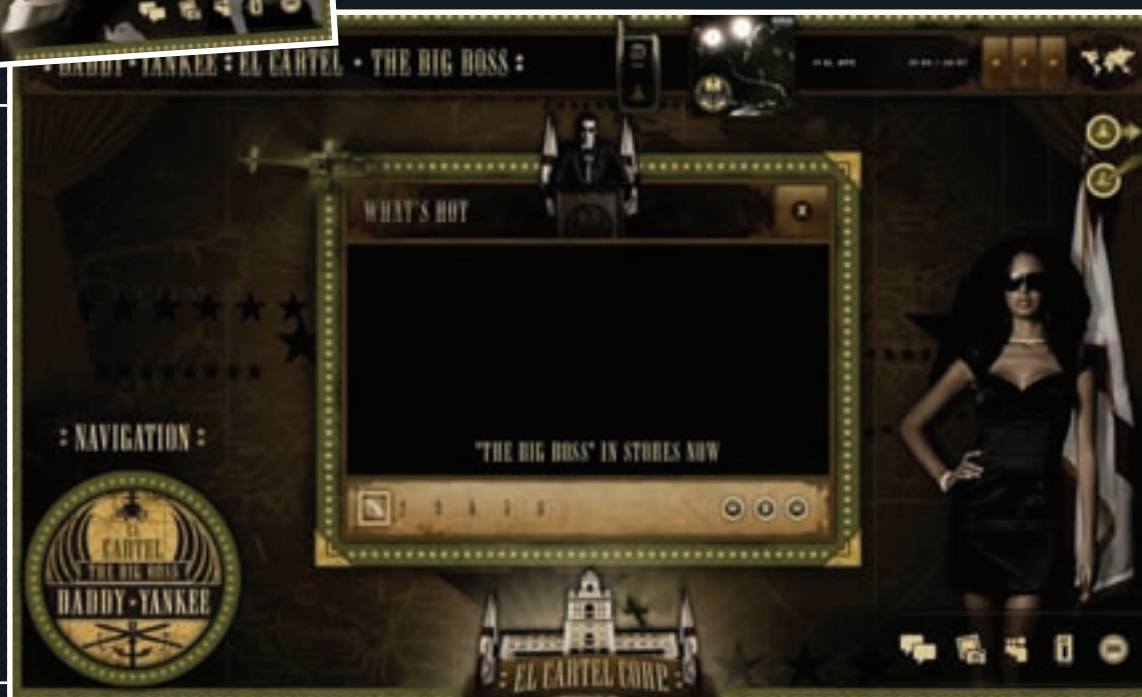 DADDY • YANKEE : EL CARTEL • THE BIG BOSS :
WHAT'S HOT
"THE BIG BOSS" IN STORES NOW
: NAVIGATION :
EL
CARTEL
THE BIG BOSS
DADDY • YANKEE
: EL CARTEL CORP. :